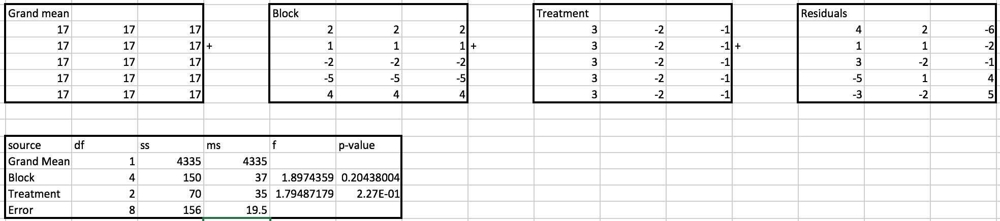 Grand mean Block Treatment Residuals
17 17 17 2 2 2 3 -2 -1 4 2 -6
17 17 17 + 1 1 1 + 3 -2 -1 + 1 1 -2
17 17 17 -2 -2 -2 3 -2 -1 3 -2 -1
17 17 17 -5 -5 -5 3 -2 -1 -5 1 4
17 17 17 4 4 4 3 -2 -1 -3 -2 5
source df ss ms f p-value
Grand Mean 1 4335 4335
Block 4 150 37 1.8974359 0.20438004
Treatment 2 70 35 1.79487179 2.27E-01
Error 8 156 19.5